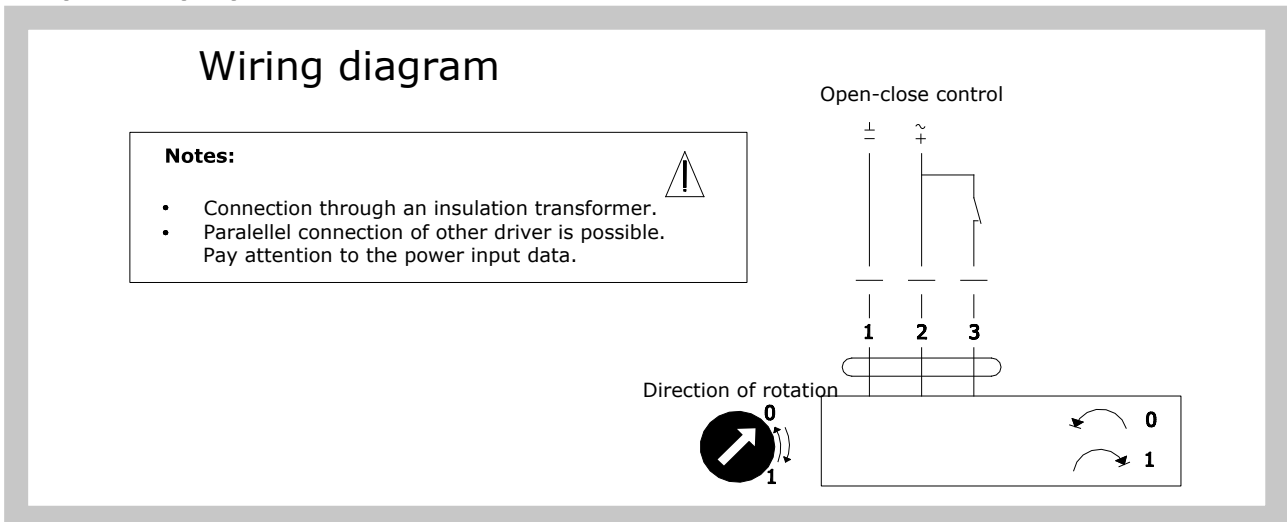 Wiring diagram
Open-close control
⊥ ~
− +
Notes:
• Connection through an insulation transformer.
• Paralellel connection of other driver is possible.
Pay attention to the power input data.
1 2 3
Direction of rotation
0
1
0
1